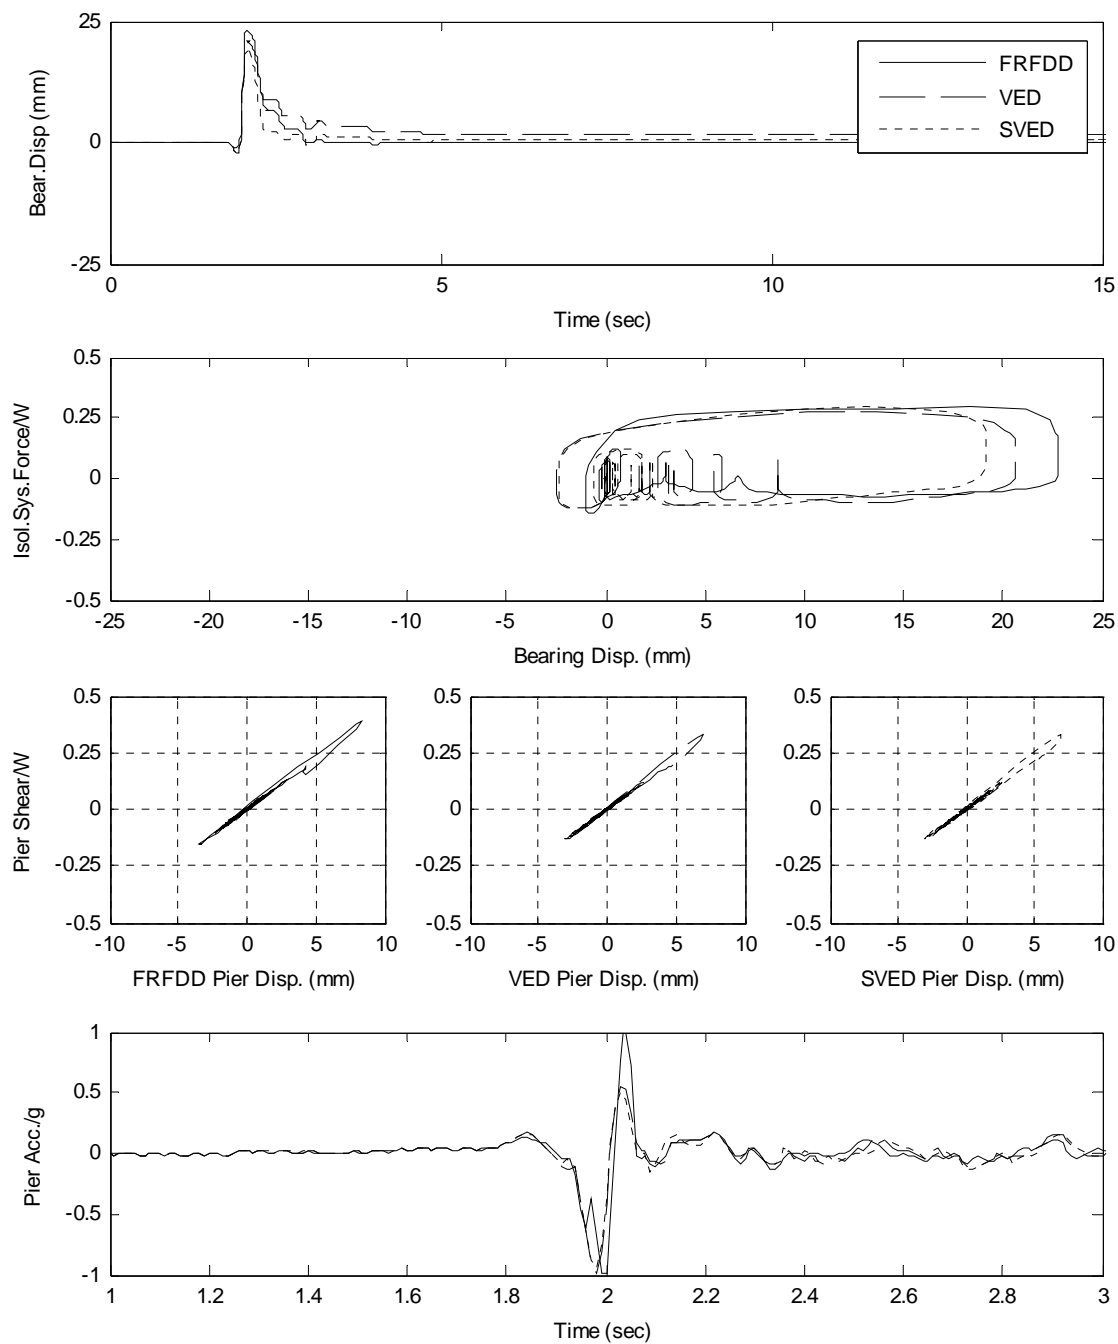 25
0
-25
Bear.Disp (mm)
FRFDD
VED
SVED
0 5 10 15
Time (sec)
0.5
0.25
0
-0.25
-0.5
Isol.Sys.Force/W
-25 -20 -15 -10 -5 0 5 10 15 20 25
Bearing Disp. (mm)
0.5
0.25
0
-0.25
-0.5
Pier Shear/W
-10 -5 0 5 10
FRFDD Pier Disp. (mm)
0.5
0.25
0
-0.25
-0.5
-10 -5 0 5 10
VED Pier Disp. (mm)
0.5
0.25
0
-0.25
-0.5
-10 -5 0 5 10
SVED Pier Disp. (mm)
1
0.5
0
-0.5
-1
Pier Acc./g
1 1.2 1.4 1.6 1.8 2 2.2 2.4 2.6 2.8 3
Time (sec)